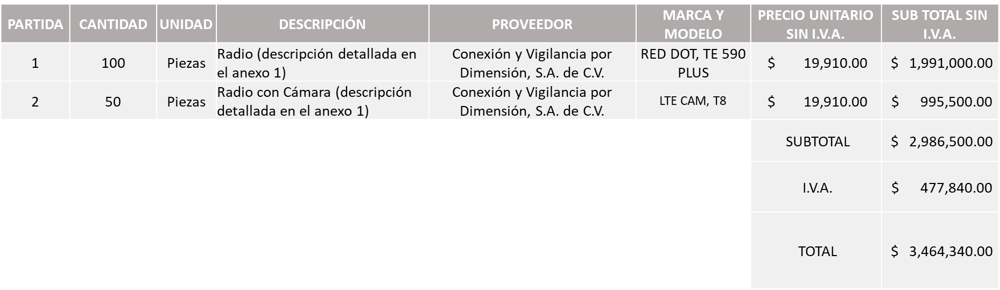 PARTIDA CANTIDAD UNIDAD DESCRIPCIÓN PROVEEDOR MARCA Y MODELO PRECIO UNITARIO SIN I.V.A. SUB TOTAL SIN I.V.A.
1 100 Piezas Radio (descripción detallada en el anexo 1) Conexión y Vigilancia por Dimensión, S.A. de C.V. RED DOT, TE 590 PLUS $ 19,910.00 $ 1,991,000.00
2 50 Piezas Radio con Cámara (descripción detallada en el anexo 1) Conexión y Vigilancia por Dimensión, S.A. de C.V. LTE CAM, T8 $ 19,910.00 $ 995,500.00
SUBTOTAL $ 2,986,500.00
I.V.A. $ 477,840.00
TOTAL $ 3,464,340.00